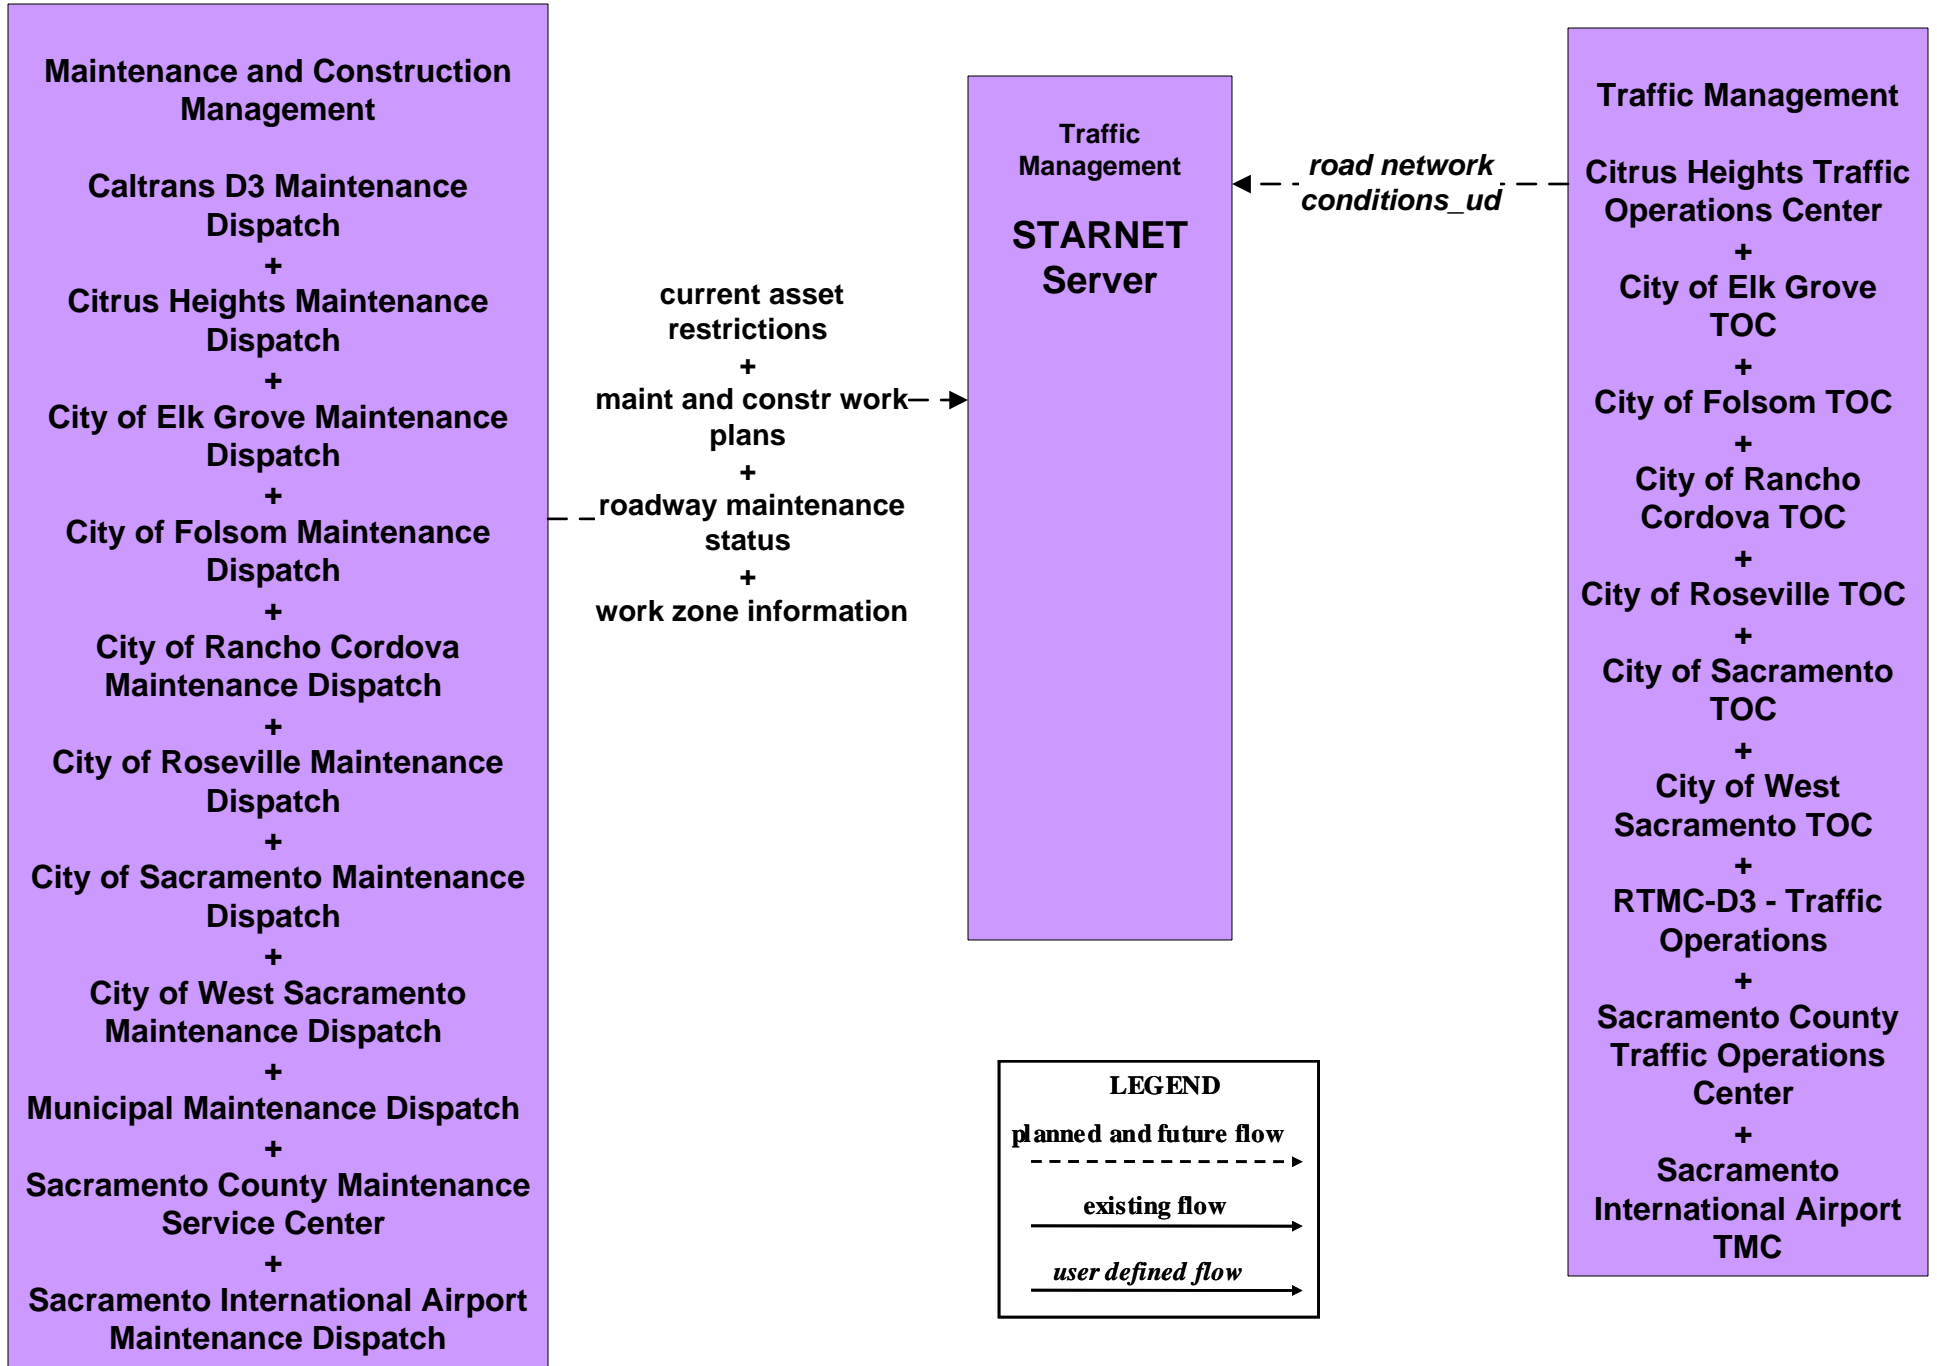 Maintenance and Construction
Management
Caltrans D3 Maintenance
Dispatch
+
Citrus Heights Maintenance
Dispatch
+
City of Elk Grove Maintenance
Dispatch
+
City of Folsom Maintenance
Dispatch
+
City of Rancho Cordova
Maintenance Dispatch
+
City of Roseville Maintenance
Dispatch
+
City of Sacramento Maintenance
Dispatch
+
City of West Sacramento
Maintenance Dispatch
+
Municipal Maintenance Dispatch
+
Sacramento County Maintenance
Service Center
+
Sacramento International Airport
Maintenance Dispatch
current asset
restrictions
+
maint and constr work
plans
+
roadway maintenance
status
+
work zone information
Traffic
Management
STARNET
Server
road network
conditions_ud
Traffic Management
Citrus Heights Traffic
Operations Center
+
City of Elk Grove
TOC
+
City of Folsom TOC
+
City of Rancho
Cordova TOC
+
City of Roseville TOC
+
City of Sacramento
TOC
+
City of West
Sacramento TOC
+
RTMC-D3 - Traffic
Operations
+
Sacramento County
Traffic Operations
Center
+
Sacramento
International Airport
TMC
LEGEND
planned and future flow
existing flow
user defined flow